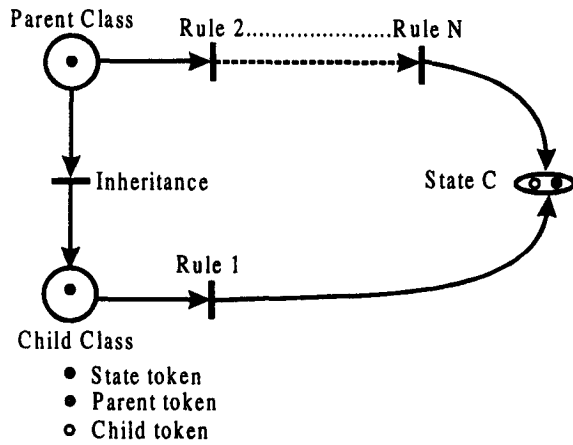 Parent Class
Rule 2......................Rule N
Inheritance
State C
Rule 1
Child Class
State token
Parent token
Child token